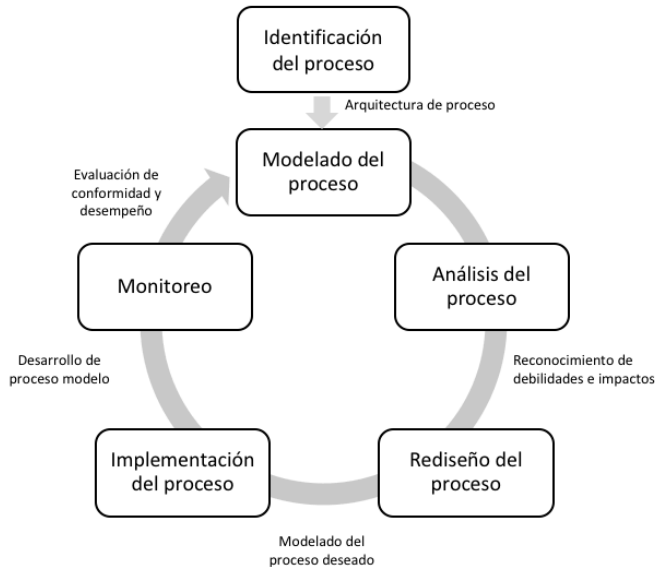 Identificación
del proceso
Arquitectura de proceso
Modelado del
proceso
Evaluación de
conformidad y
desempeño
Análisis del
proceso
Monitoreo
Reconocimiento de
debilidades e impactos
Desarrollo de
proceso modelo
Rediseño del
proceso
Implementación
del proceso
Modelado del
proceso deseado